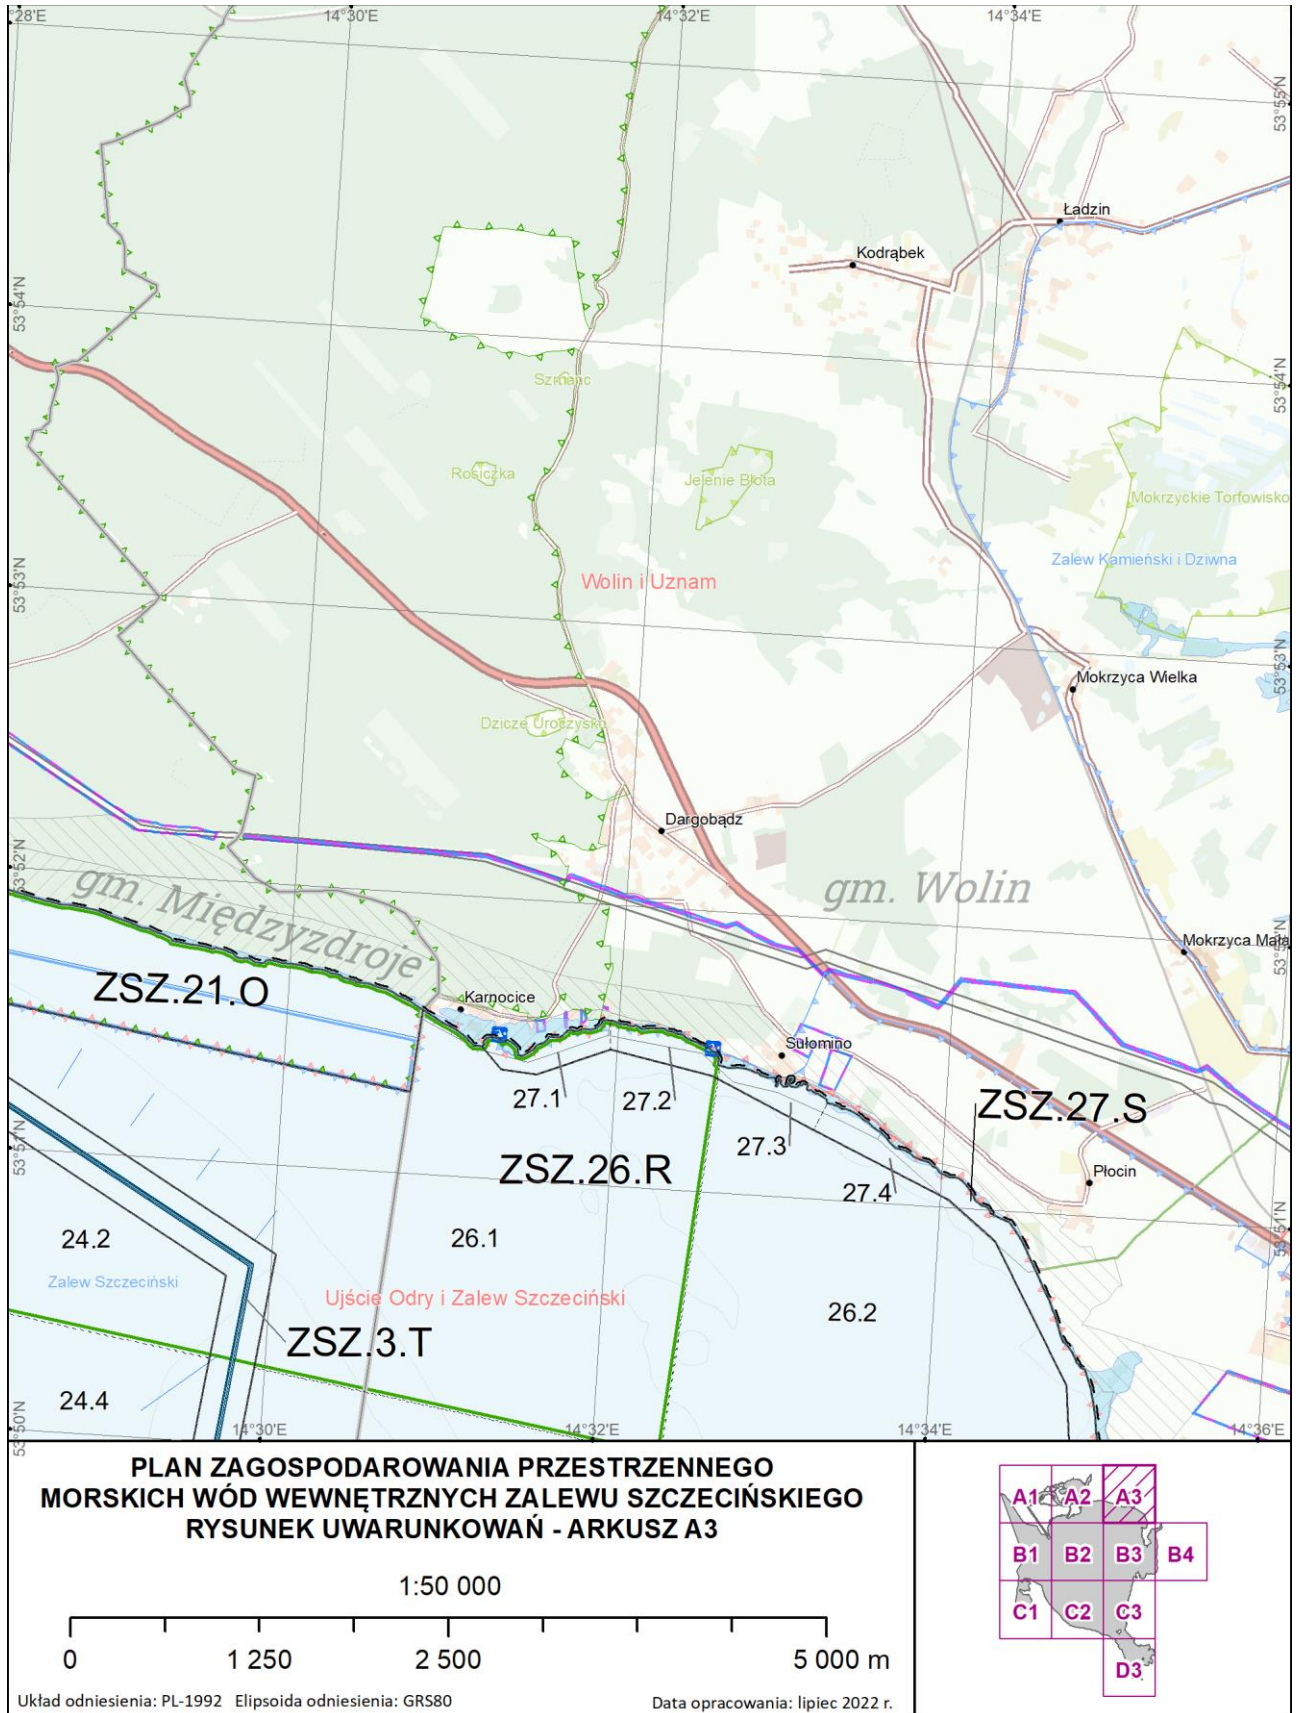 °28'E
14°30'E
14°32'E
14°34'E
53°55'N
Ładzin
Kodrąbek
53°54'N
53°54'N
Szmanc
Rosiczka
Jelenie Błota
Mokrzyckie Torfowisko
Wolin i Uznam
Zalew Kamieński i Dziwna
53°53'N
53°53'N
Mokrzyca Wielka
Dzicze Uroczysko
Dargobądz
53°52'N
gm. Międzyzdroje
gm. Wolin
Mokrzyca Mała
ZSZ.21.O
Karnocice
Sułomino
27.1
27.2
ZSZ.27.S
27.3
53°51'N
ZSZ.26.R
27.4
Płocin
24.2
26.1
53°51'N
Zalew Szczeciński
Ujście Odry i Zalew Szczeciński
26.2
ZSZ.3.T
24.4
53°50'N
14°30'E
14°32'E
14°34'E
14°36'E
PLAN ZAGOSPODAROWANIA PRZESTRZENNEGO
MORSKICH WÓD WEWNĘTRZNYCH ZALEWU SZCZECIŃSKIEGO
RYSUNEK UWARUNKOWAŃ - ARKUSZ A3
1:50 000
0
1 250
2 500
5 000 m
Układ odniesienia: PL-1992 Elipsoida odniesienia: GRS80
Data opracowania: lipiec 2022 r.
A1
A2
A3
B1
B2
B3
B4
C1
C2
C3
D3